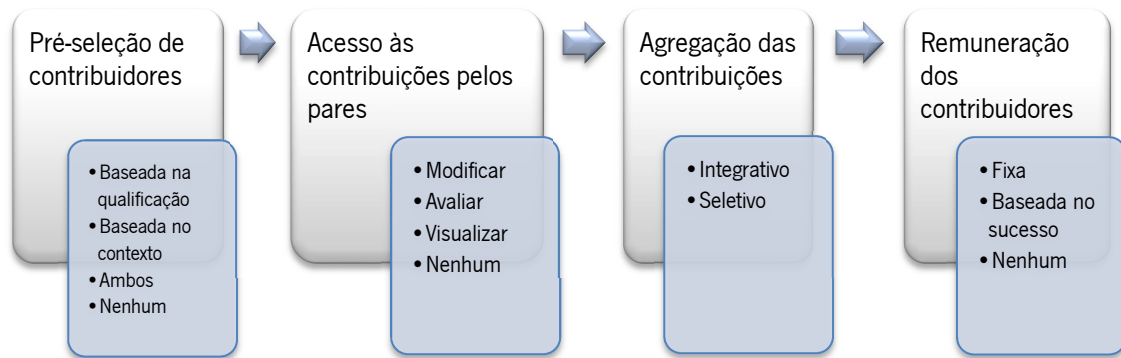 Pré-seleção de
contribuidores
• Baseada na
qualificação
• Baseada no
contexto
• Ambos
• Nenhum
Acesso às
contribuições pelos
pares
• Modificar
• Avaliar
• Visualizar
• Nenhum
Agregação das
contribuições
• Integrativo
• Seletivo
Remuneração
dos
contribuidores
• Fixa
• Baseada no
sucesso
• Nenhum